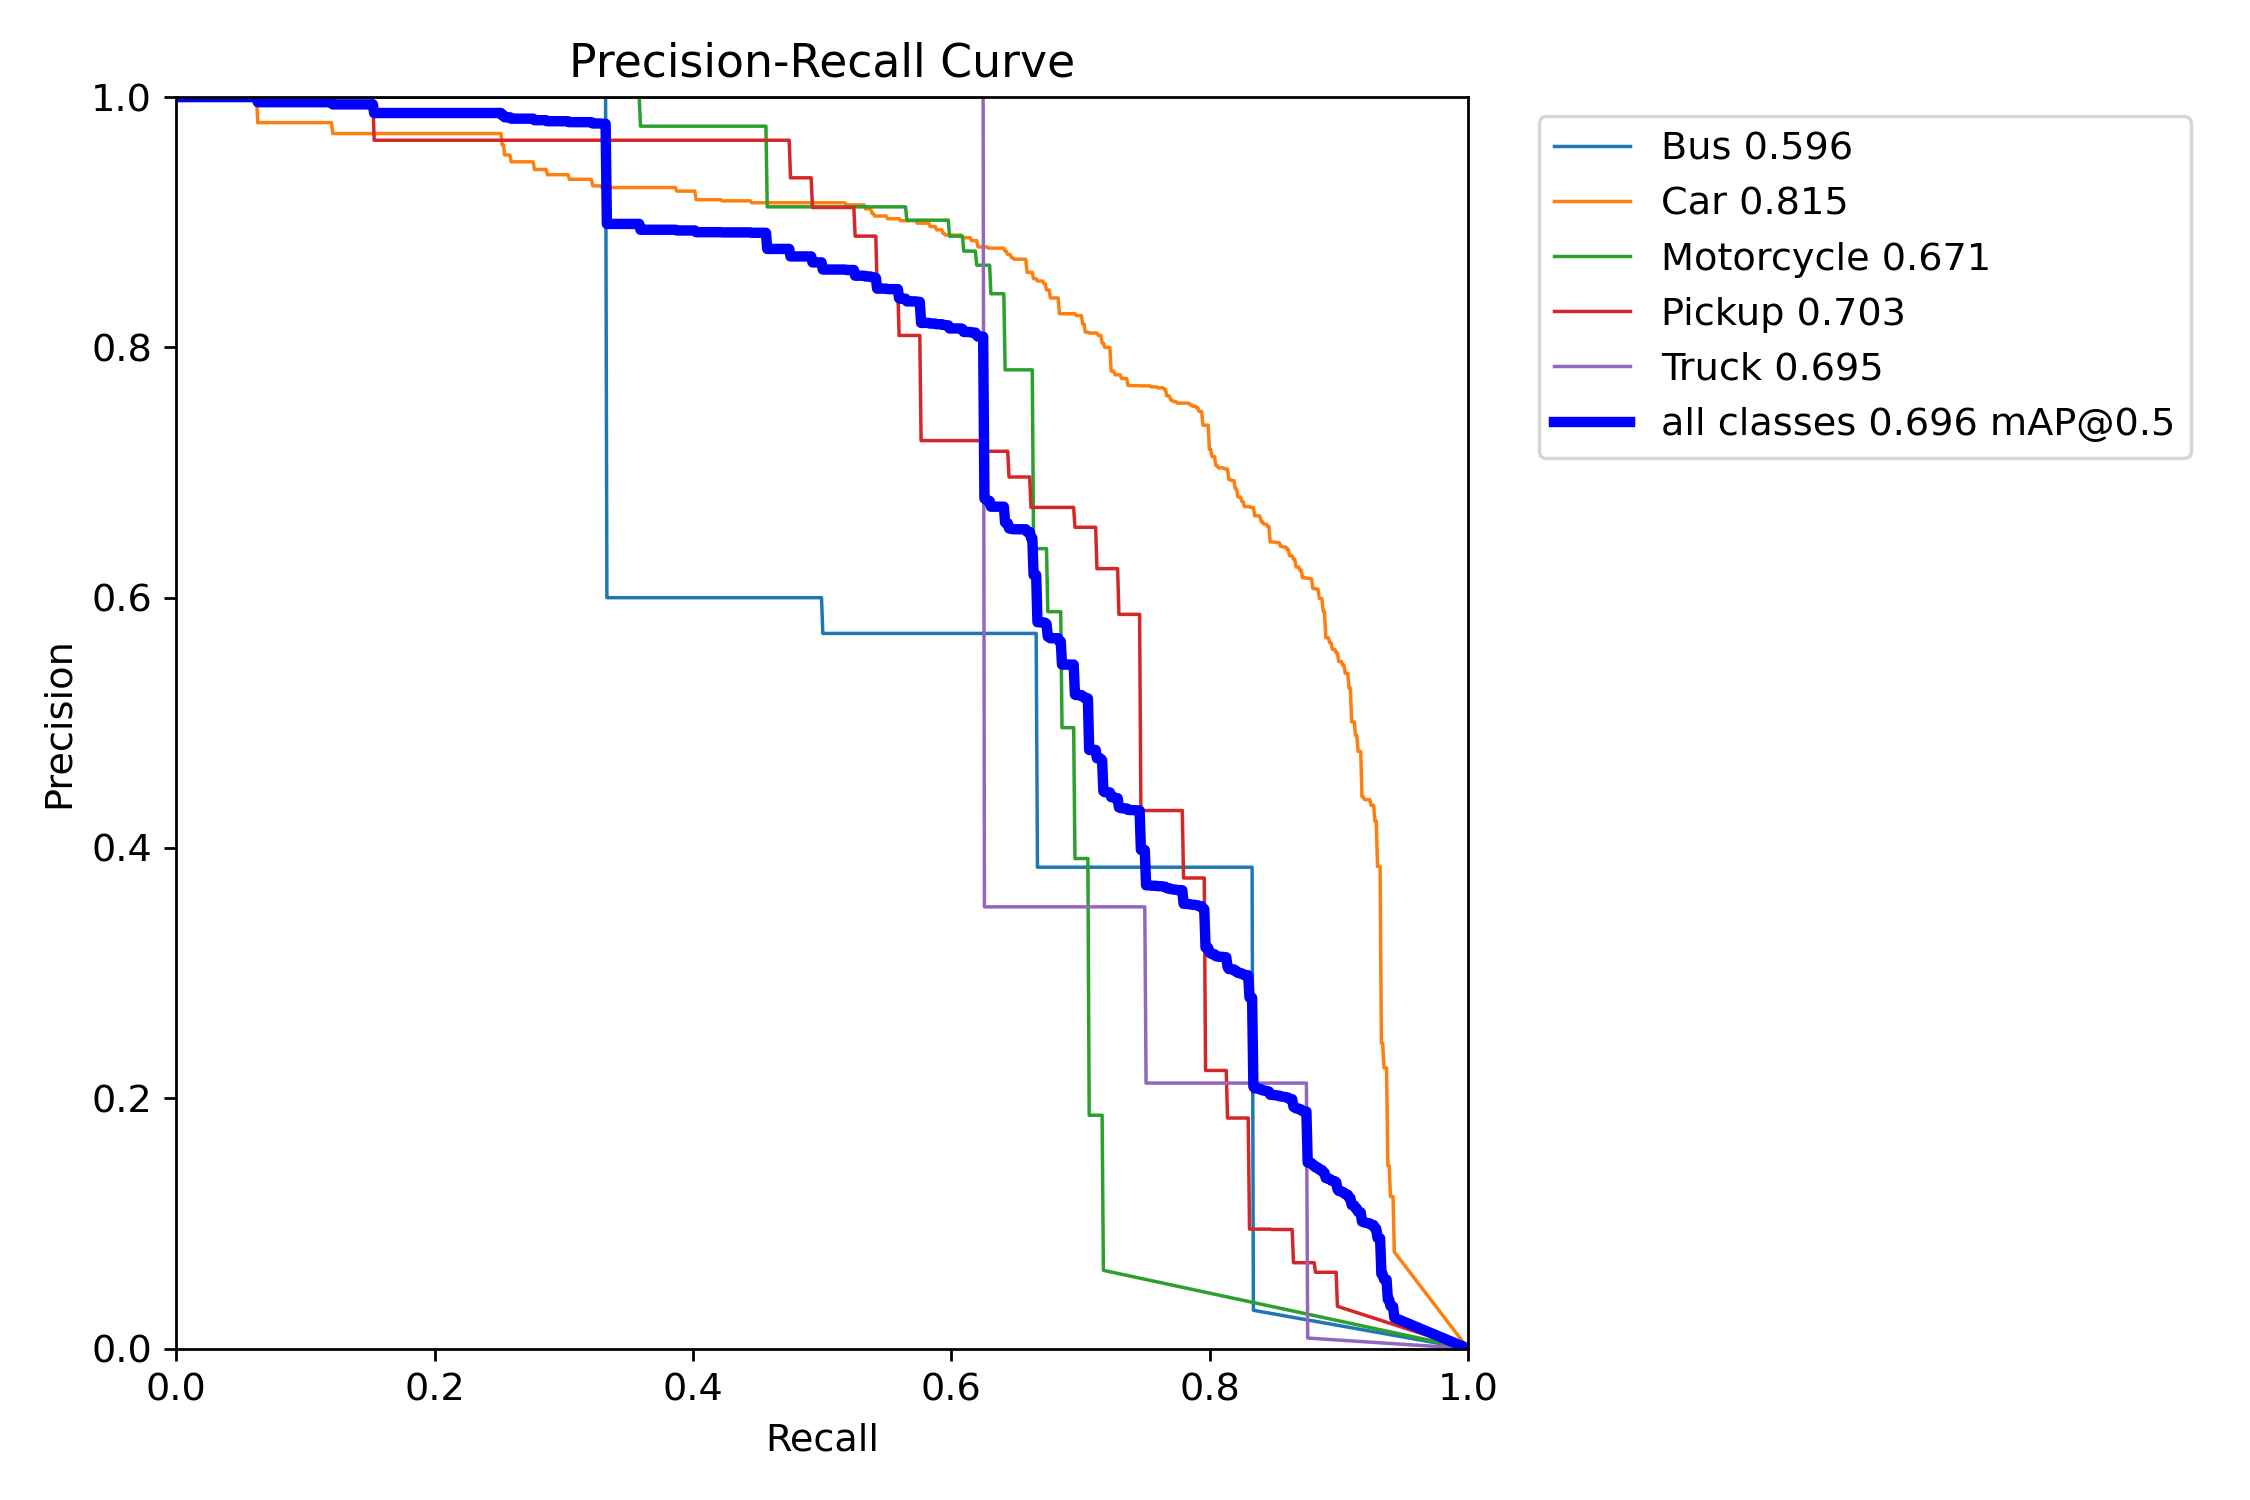 Precision-Recall Curve
1.0
0.8
0.6
0.4
0.2
0.0
Precision
0.0 0.2 0.4 0.6 0.8 1.0
Recall
Bus 0.596
Car 0.815
Motorcycle 0.671
Pickup 0.703
Truck 0.695
all classes 0.696 mAP@0.5